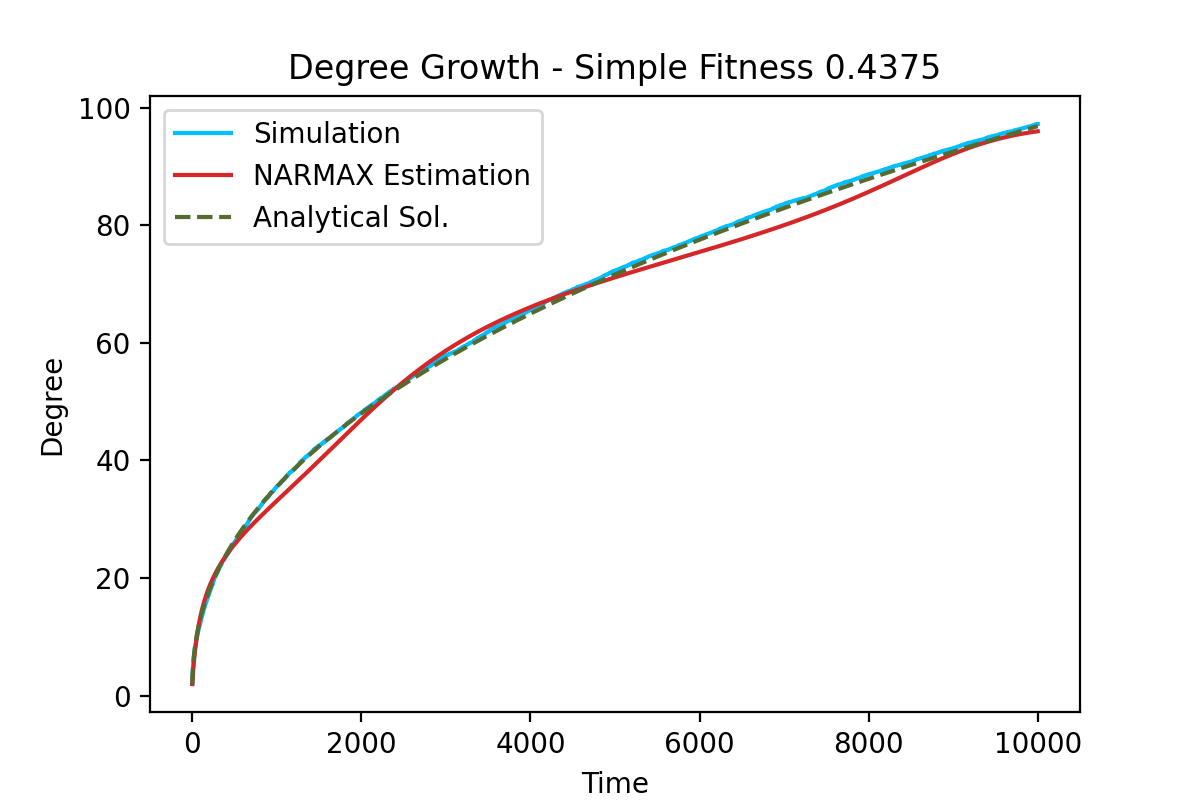 Degree Growth - Simple Fitness 0.4375
100
80
60
40
20
0
Degree
Simulation
NARMAX Estimation
Analytical Sol.
0 2000 4000 6000 8000 10000
Time